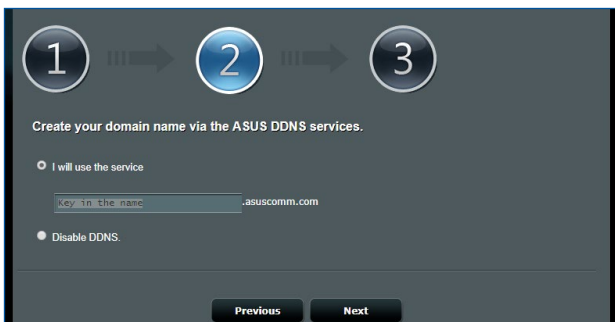 1
2
3
Create your domain name via the ASUS DDNS services.
I will use the service
Key in the name .asuscomm.com
Disable DDNS.
Previous Next